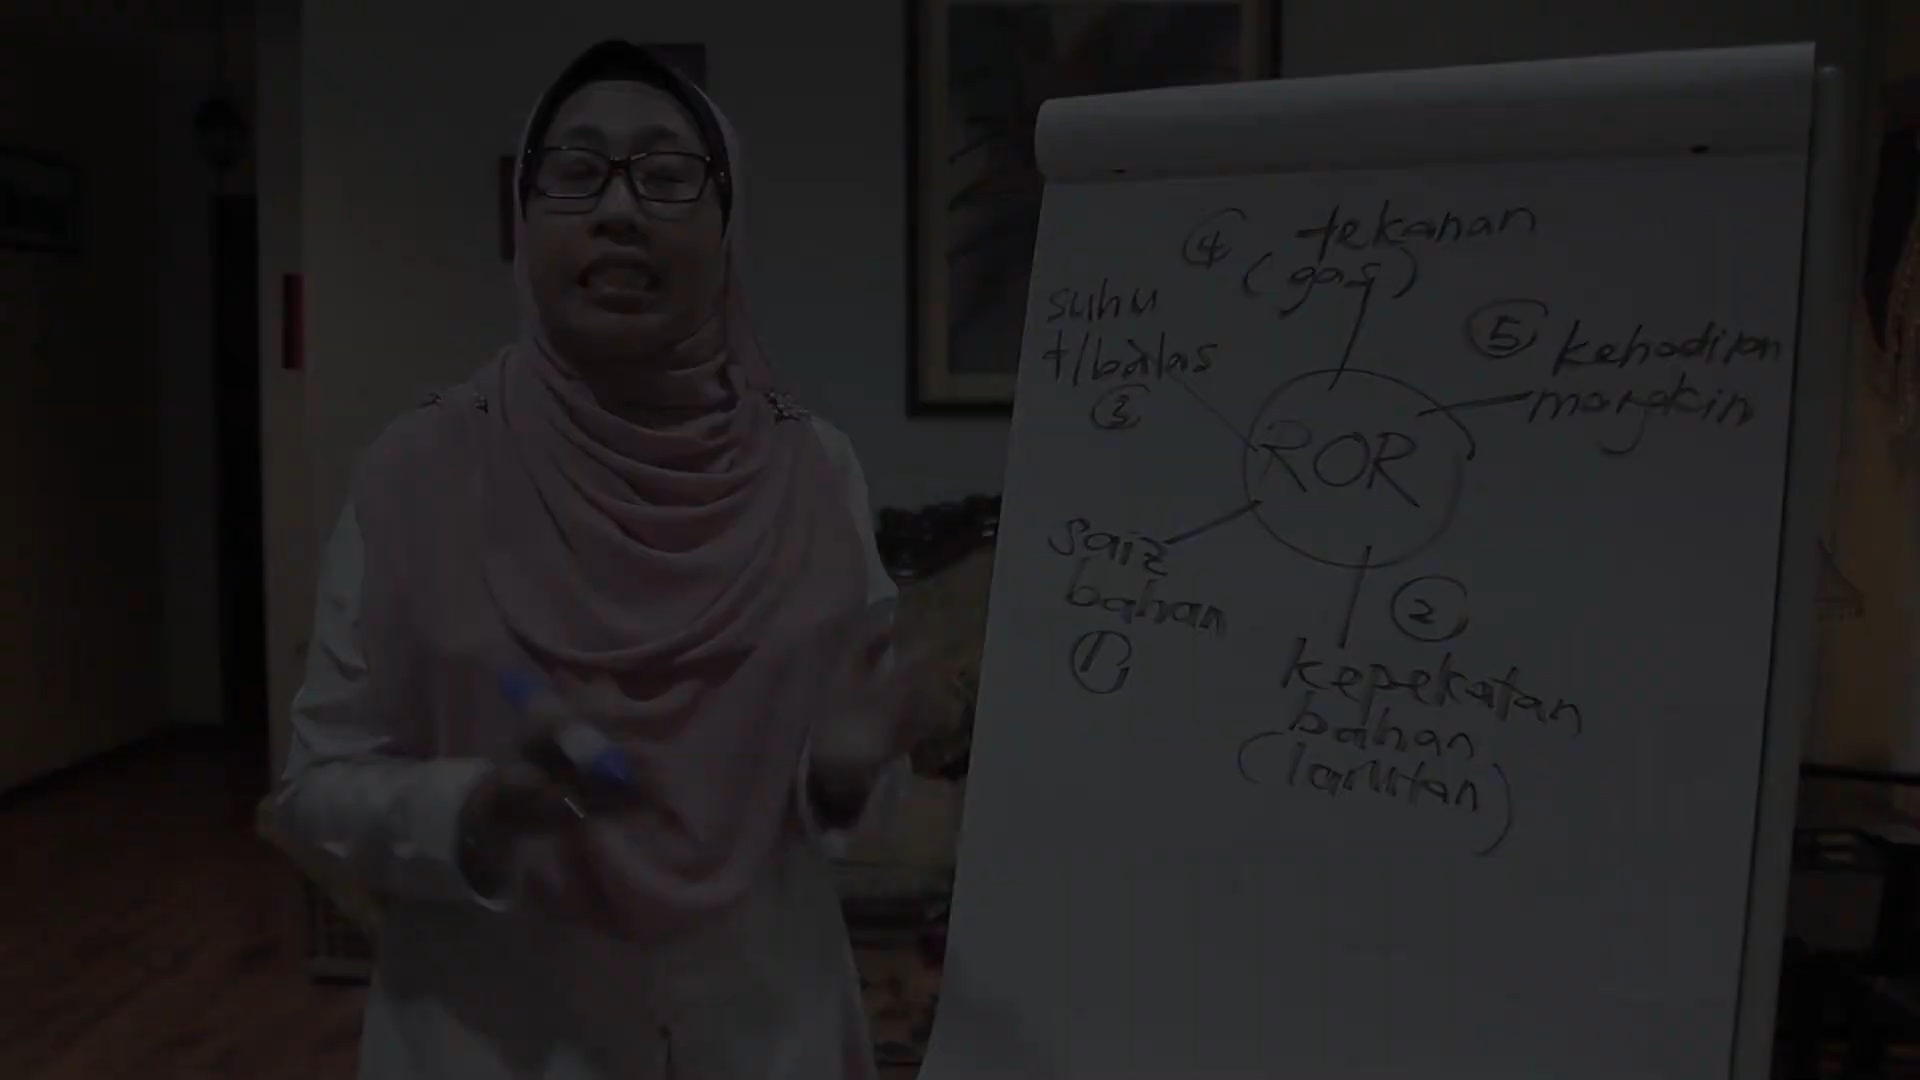 ④ tekanan
(gas)
suhu
t/balas
③
⑤ kehadiran
mangkin
ROR
saiz
bahan
①
②
kepekatan
bahan
(larutan)